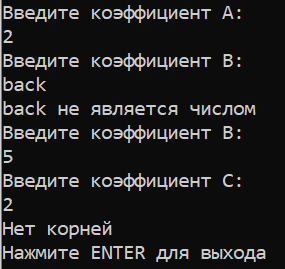 Введите коэффициент A:
2
Введите коэффициент B:
back
back не является числом
Введите коэффициент B:
5
Введите коэффициент C:
2
Нет корней
Нажмите ENTER для выхода